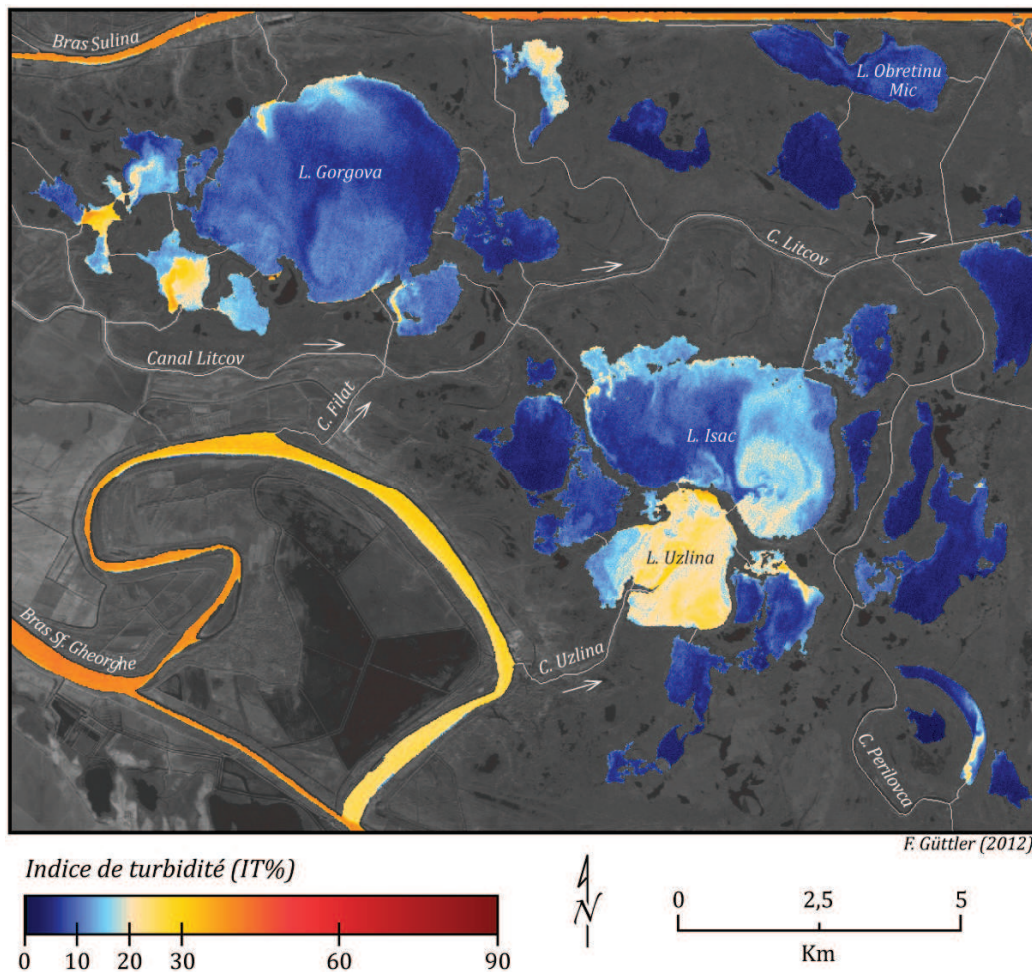 Bras Sulina
L. Obretinu
Mic
L. Gorgova
C. Litcov
Canal Litcov
C. Filat
L. Isac
L. Uzlina
Bras Sf. Gheorghe
C. Uzlina
C. Perilovca
F. Güttler (2012)
Indice de turbidité (IT%)
0 10 20 30 60 90
N
0 2,5 5
Km